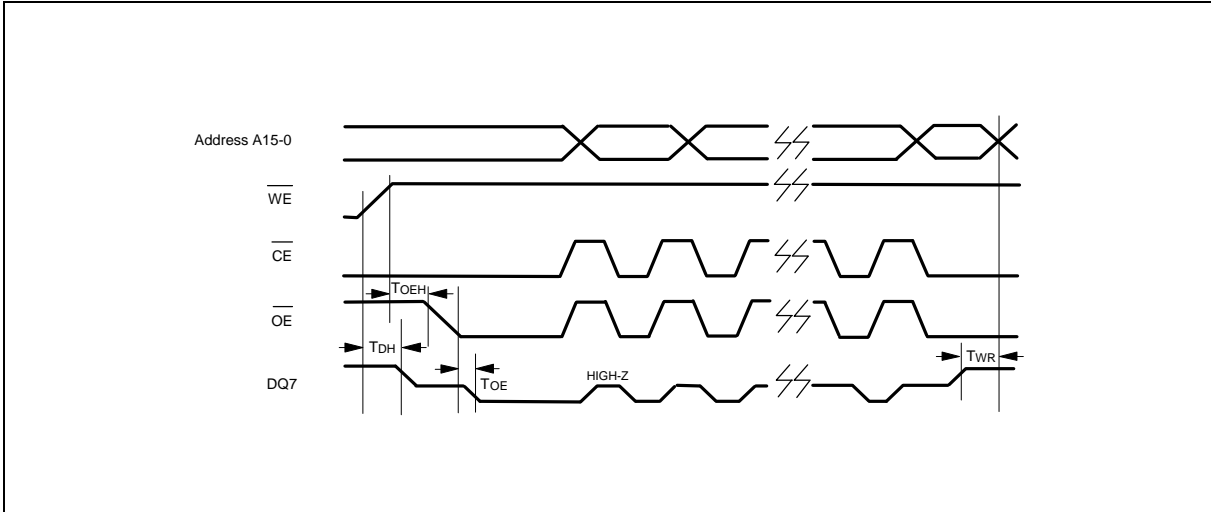 Address A15-0
WE
CE
TOEH
OE
TDH
TWR
TOE
HIGH-Z
DQ7